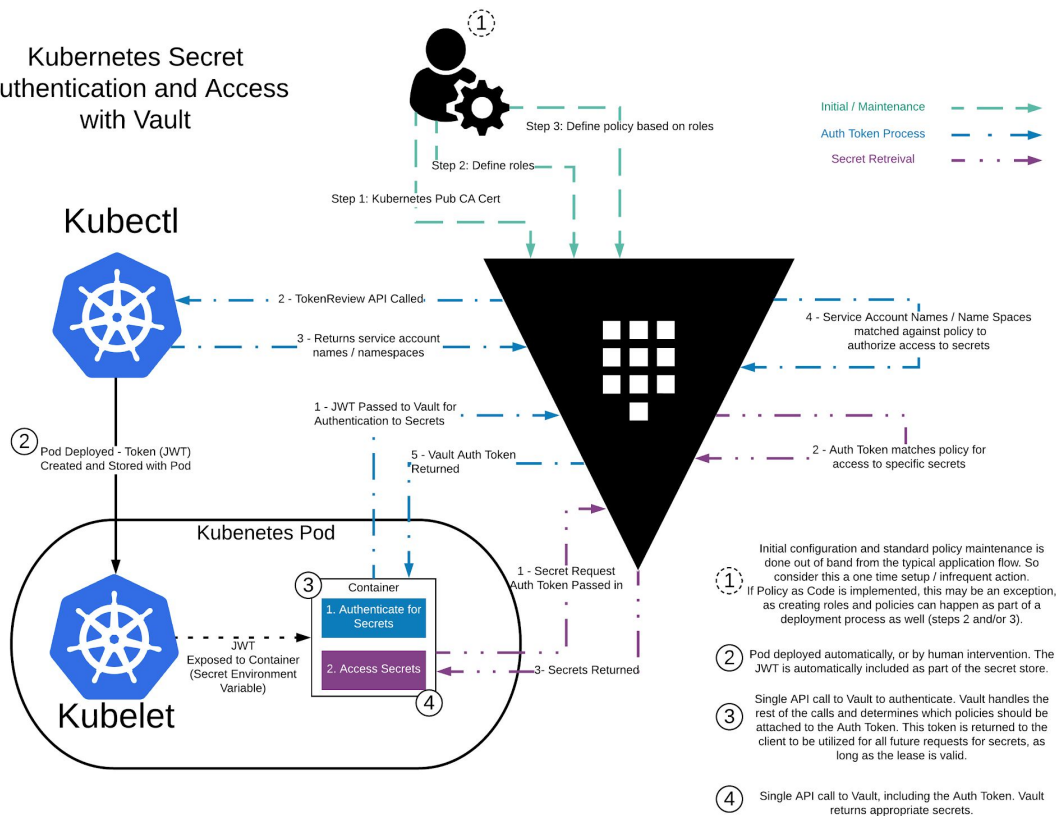 Kubernetes Secret
uthentication and Access
with Vault
1
Initial / Maintenance
Auth Token Process
Secret Retreival
Step 3: Define policy based on roles
Step 2: Define roles
Step 1: Kubernetes Pub CA Cert
Kubectl
2 - TokenReview API Called
3 - Returns service account
names / namespaces
4 - Service Account Names / Name Spaces
matched against policy to
authorize access to secrets
1 - JWT Passed to Vault for
Authentication to Secrets
2
Pod Deployed - Token (JWT)
Created and Stored with Pod
5 - Vault Auth Token
Returned
2 - Auth Token matches policy for
access to specific secrets
Kubenetes Pod
1 - Secret Request
Auth Token Passed in
3
Container
1. Authenticate for
Secrets
JWT
Exposed to Container
(Secret Environment
Variable)
2. Access Secrets
3- Secrets Returned
4
Kubelet
1
Initial configuration and standard policy maintenance is
done out of band from the typical application flow. So
consider this a one time setup / infrequent action.
If Policy as Code is implemented, this may be an exception,
as creating roles and policies can happen as part of a
deployment process as well (steps 2 and/or 3).
2
Pod deployed automatically, or by human intervention. The
JWT is automatically included as part of the secret store.
3
Single API call to Vault to authenticate. Vault handles the
rest of the calls and determines which policies should be
attached to the Auth Token. This token is returned to the
client to be utilized for all future requests for secrets, as
long as the lease is valid.
4
Single API call to Vault, including the Auth Token. Vault
returns appropriate secrets.